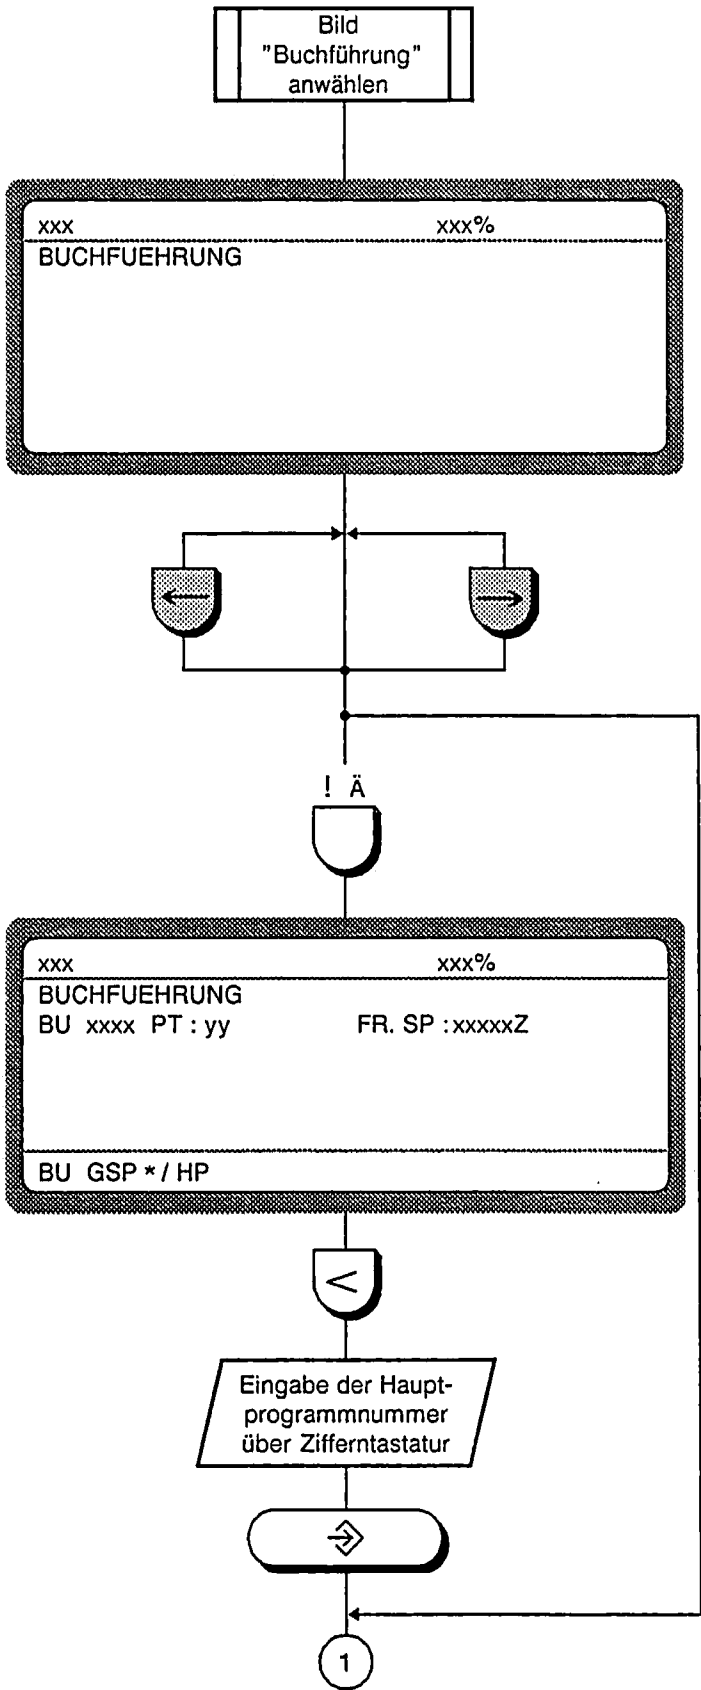 Bild
"Buchführung"
anwählen
xxx xxx%
BUCHFUEHRUNG
! Ä
xxx xxx%
BUCHFUEHRUNG
BU xxxx PT : yy FR. SP : xxxxxZ
BU GSP * / HP
<
Eingabe der Haupt-
programmnummer
über Zifferntastatur
1